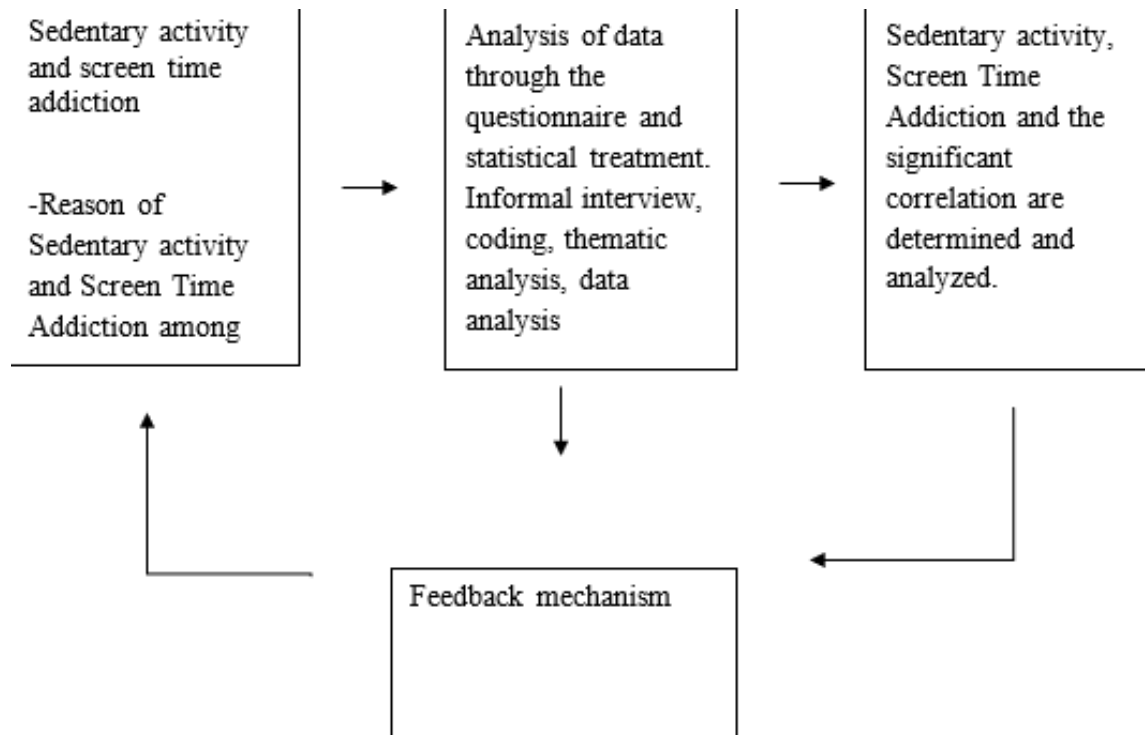 Sedentary activity
and screen time
addiction
-Reason of
Sedentary activity
and Screen Time
Addiction among
Analysis of data
through the
questionnaire and
statistical treatment.
Informal interview,
coding, thematic
analysis, data
analysis
Sedentary activity,
Screen Time
Addiction and the
significant
correlation are
determined and
analyzed.
Feedback mechanism